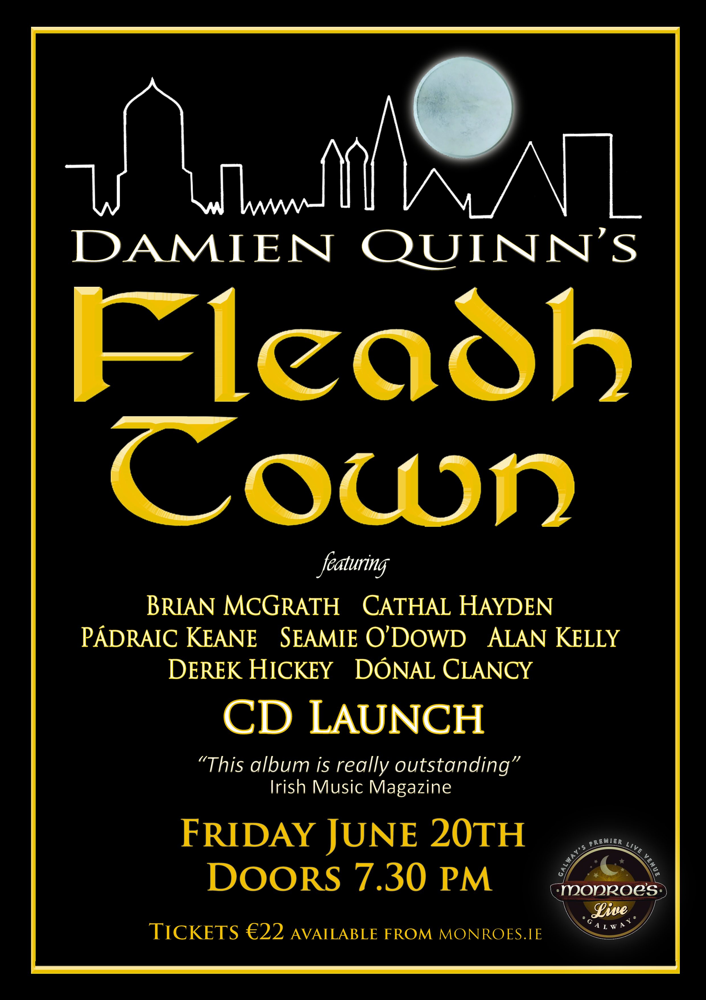 Damien Quinn's
Fleadh
Town
featuring
Brian McGrath Cathal Hayden
Pádraic Keane Seamie O'Dowd Alan Kelly
Derek Hickey Dónal Clancy
CD Launch
“This album is really outstanding”
Irish Music Magazine
Friday June 20th
Doors 7.30 pm
Tickets €22 available from monroes.ie
GALWAY'S PREMIER LIVE VENUE
MONROE'S
Live
GALWAY